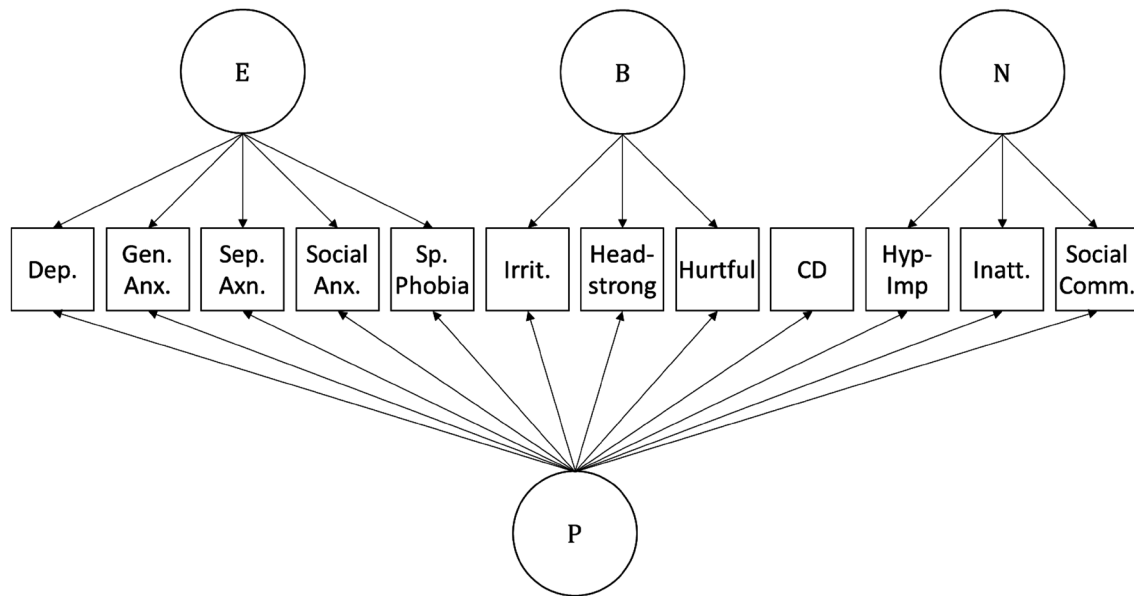 E
B
N
Dep.
Gen.
Anx.
Sep.
Axn.
Social
Anx.
Sp.
Phobia
Irrit.
Head-
strong
Hurtful
CD
Hyp-
Imp
Inatt.
Social
Comm.
P